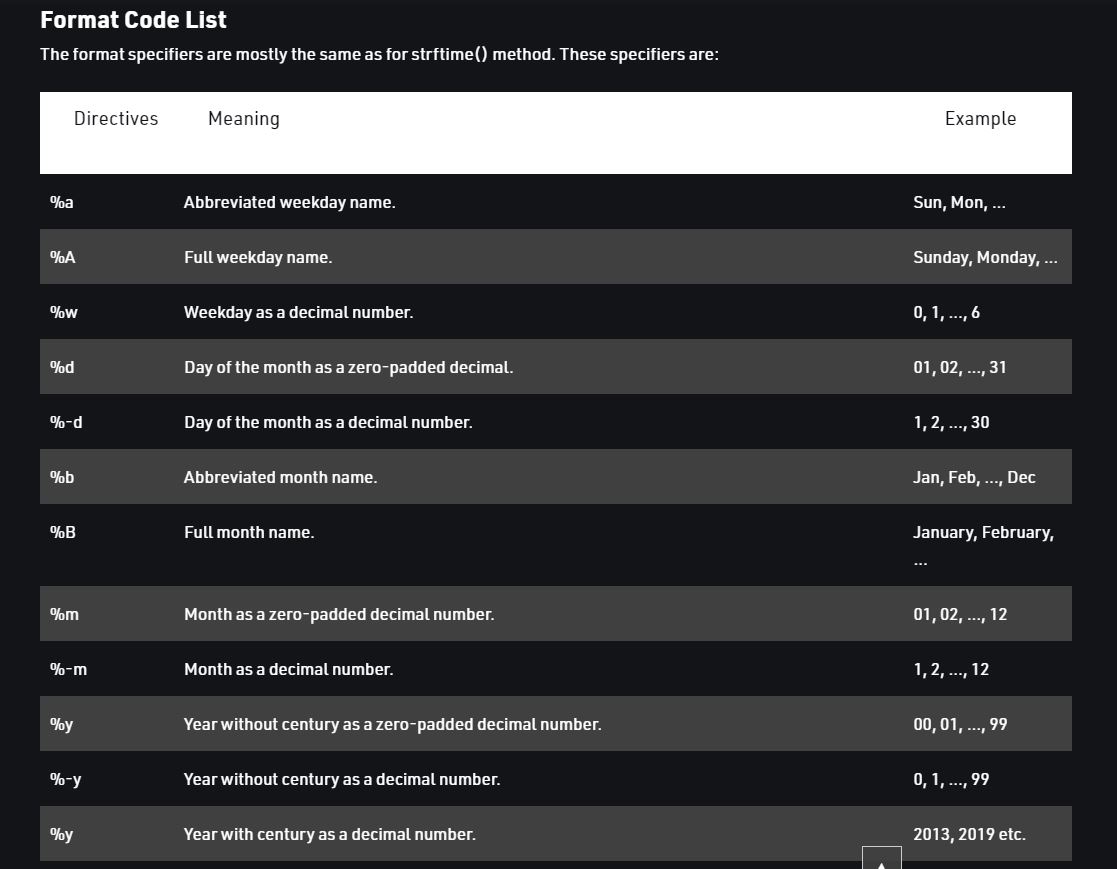 Format Code List
The format specifiers are mostly the same as for strftime() method. These specifiers are:
Directives Meaning Example
%a Abbreviated weekday name. Sun, Mon, ...
%A Full weekday name. Sunday, Monday, ...
%w Weekday as a decimal number. 0, 1, ..., 6
%d Day of the month as a zero-padded decimal. 01, 02, ..., 31
%-d Day of the month as a decimal number. 1, 2, ..., 30
%b Abbreviated month name. Jan, Feb, ..., Dec
%B Full month name. January, February,
...
%m Month as a zero-padded decimal number. 01, 02, ..., 12
%-m Month as a decimal number. 1, 2, ..., 12
%y Year without century as a zero-padded decimal number. 00, 01, ..., 99
%-y Year without century as a decimal number. 0, 1, ..., 99
%y Year with century as a decimal number. 2013, 2019 etc.